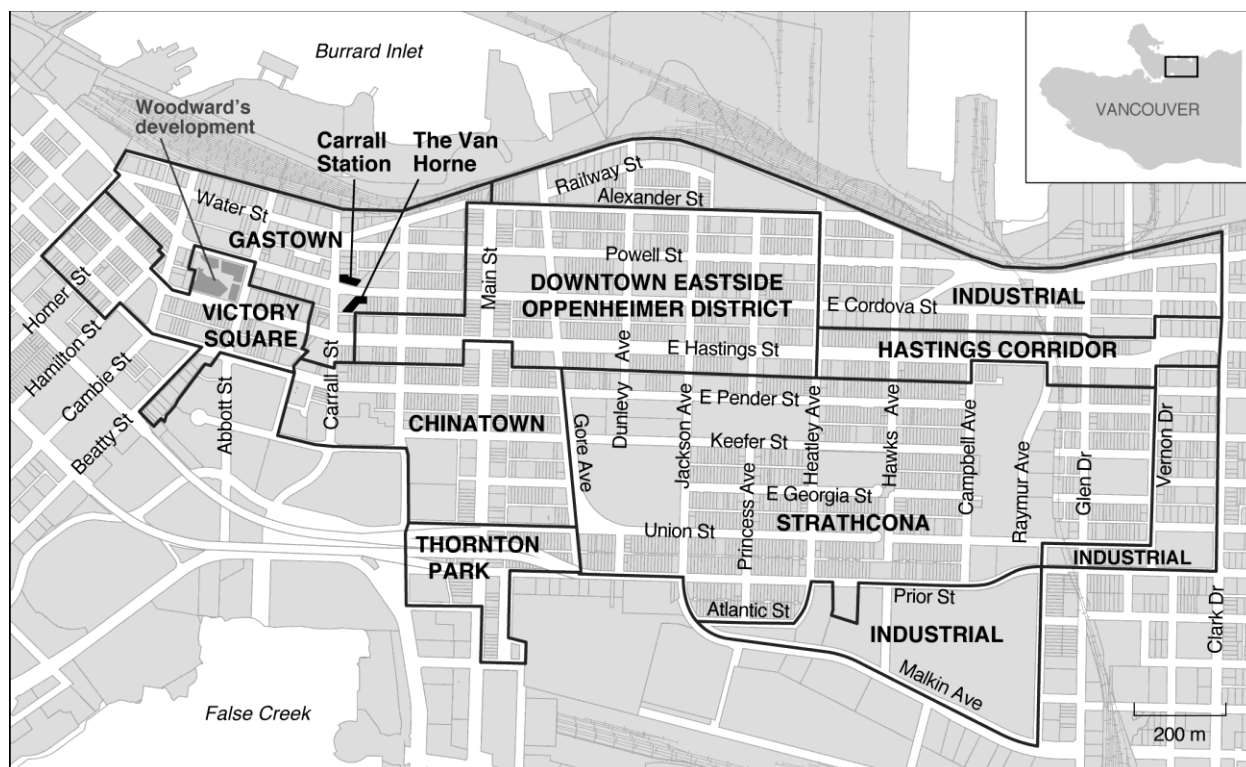 Burrard Inlet
VANCOUVER
Woodward's
development
Carrall
Station
The Van
Horne
Railway St
Alexander St
Water St
GASTOWN
Powell St
Main St
DOWNTOWN EASTSIDE
OPPENHEIMER DISTRICT
E Cordova St
INDUSTRIAL
Homer St
VICTORY
SQUARE
Hamilton St
Cambie St
Beatty St
Abbott St
Carrall St
E Hastings St
HASTINGS CORRIDOR
CHINATOWN
Gore Ave
Dunlevy Ave
Jackson Ave
E Pender St
Keefer St
Princess Ave
Heatley Ave
Hawks Ave
Campbell Ave
Raymur Ave
Glen Dr
Vernon Dr
E Georgia St
STRATHCONA
Union St
THORNTON
PARK
INDUSTRIAL
Prior St
Atlantic St
INDUSTRIAL
Malkin Ave
Clark Dr
False Creek
200 m